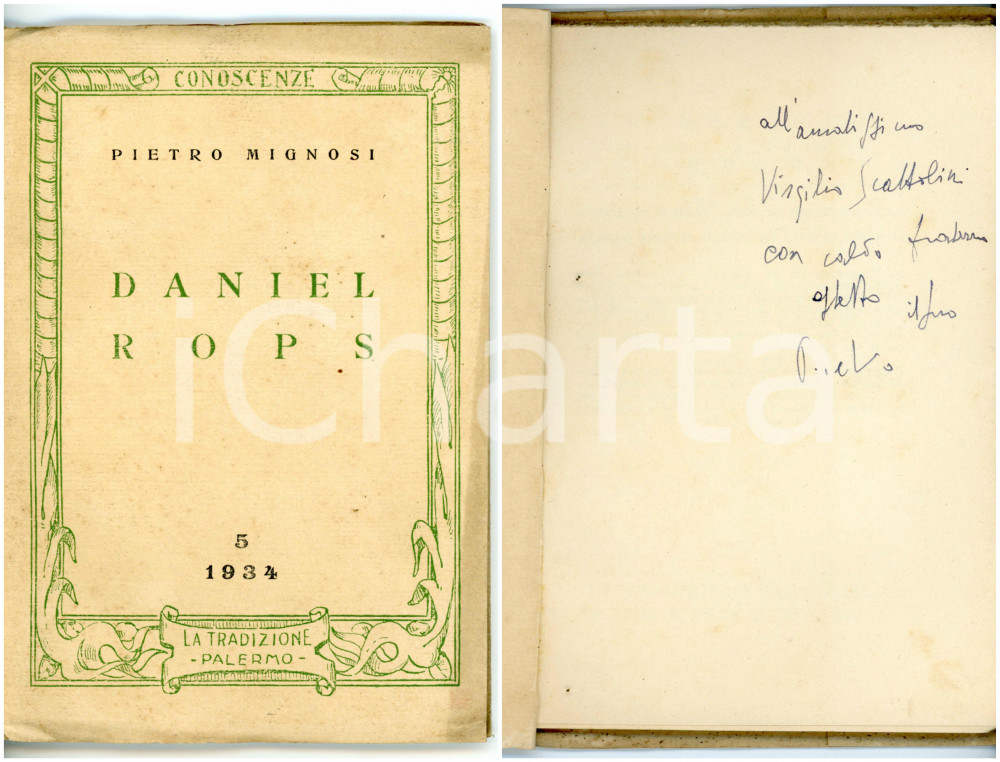 CONOSCENZE
PIETRO MIGNOSI
DANIEL
ROPS
5
1934
LA TRADIZIONE
-PALERMO-
all'amatissimo
Virgilio Scattolini
con caldo fraterno
affetto il suo
Pietro
iCharta